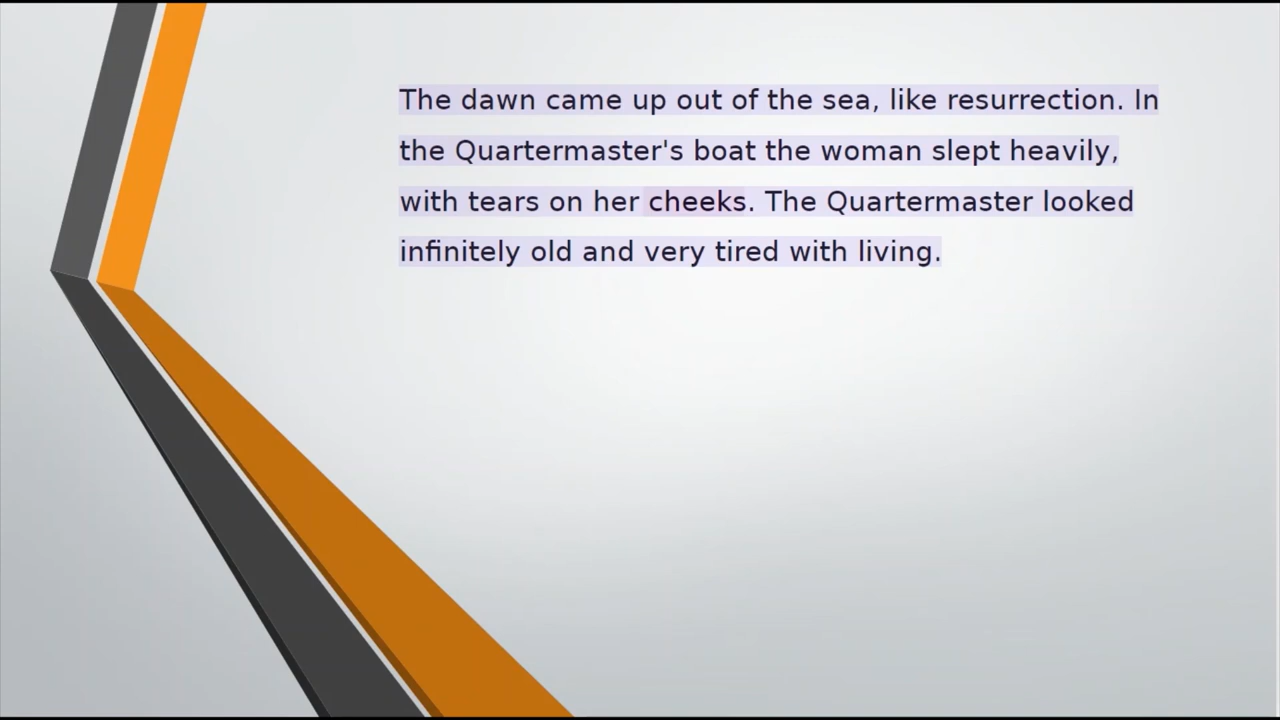 The dawn came up out of the sea, like resurrection. In
the Quartermaster's boat the woman slept heavily,
with tears on her cheeks. The Quartermaster looked
infinitely old and very tired with living.